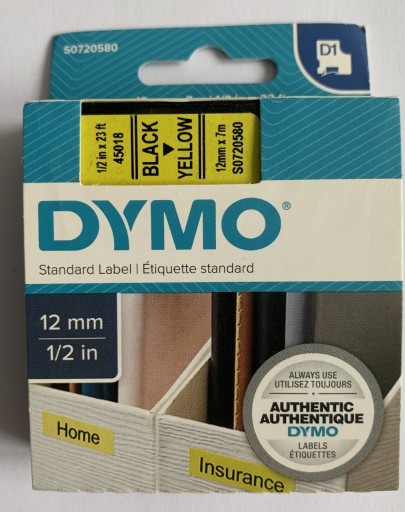 S0720580
D1
1/2 in x 23 ft
45018
BLACK
YELLOW
12mm x 7m
S0720580
DYMO®
Standard Label | Étiquette standard
12 mm
1/2 in
ALWAYS USE
UTILISEZ TOUJOURS
AUTHENTIC
AUTHENTIQUE
DYMO
LABELS
ÉTIQUETTES
Home
Insurance